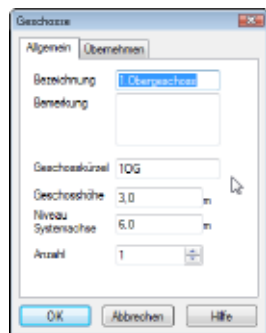 Geschosse
Allgemein Übernehmen
Bezeichnung 1.Obergeschoss
Bemerkung
Geschosskürzel 1OG
Geschosshöhe 3,0 m
Niveau
Systemachse 6,0 m
Anzahl 1
OK Abbrechen Hilfe